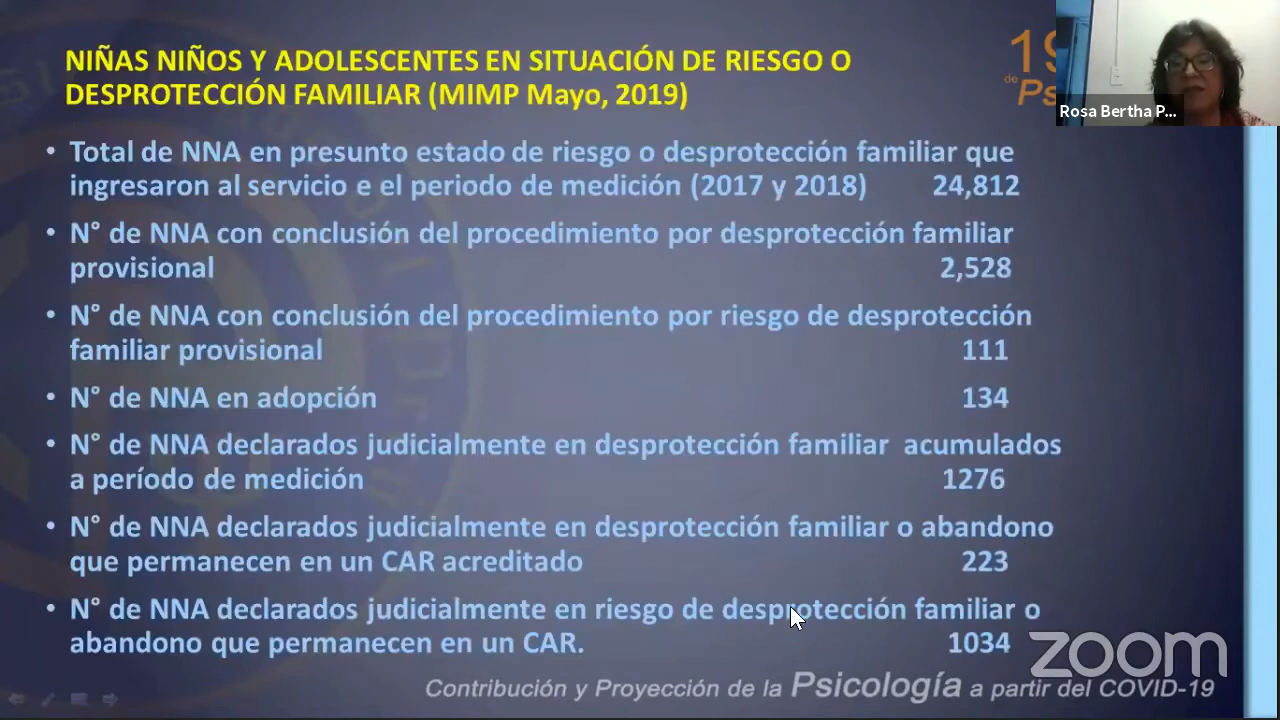 NIÑAS NIÑOS Y ADOLESCENTES EN SITUACIÓN DE RIESGO O
DESPROTECCIÓN FAMILIAR (MIMP Mayo, 2019)
19
de
Ps
Rosa Bertha P...
• Total de NNA en presunto estado de riesgo o desprotección familiar que
ingresaron al servicio e el periodo de medición (2017 y 2018) 24,812
• N° de NNA con conclusión del procedimiento por desprotección familiar
provisional 2,528
• N° de NNA con conclusión del procedimiento por riesgo de desprotección
familiar provisional 111
• N° de NNA en adopción 134
• N° de NNA declarados judicialmente en desprotección familiar acumulados
a período de medición 1276
• N° de NNA declarados judicialmente en desprotección familiar o abandono
que permanecen en un CAR acreditado 223
• N° de NNA declarados judicialmente en riesgo de desprotección familiar o
abandono que permanecen en un CAR. 1034
zoom
Contribución y Proyección de la Psicología a partir del COVID-19